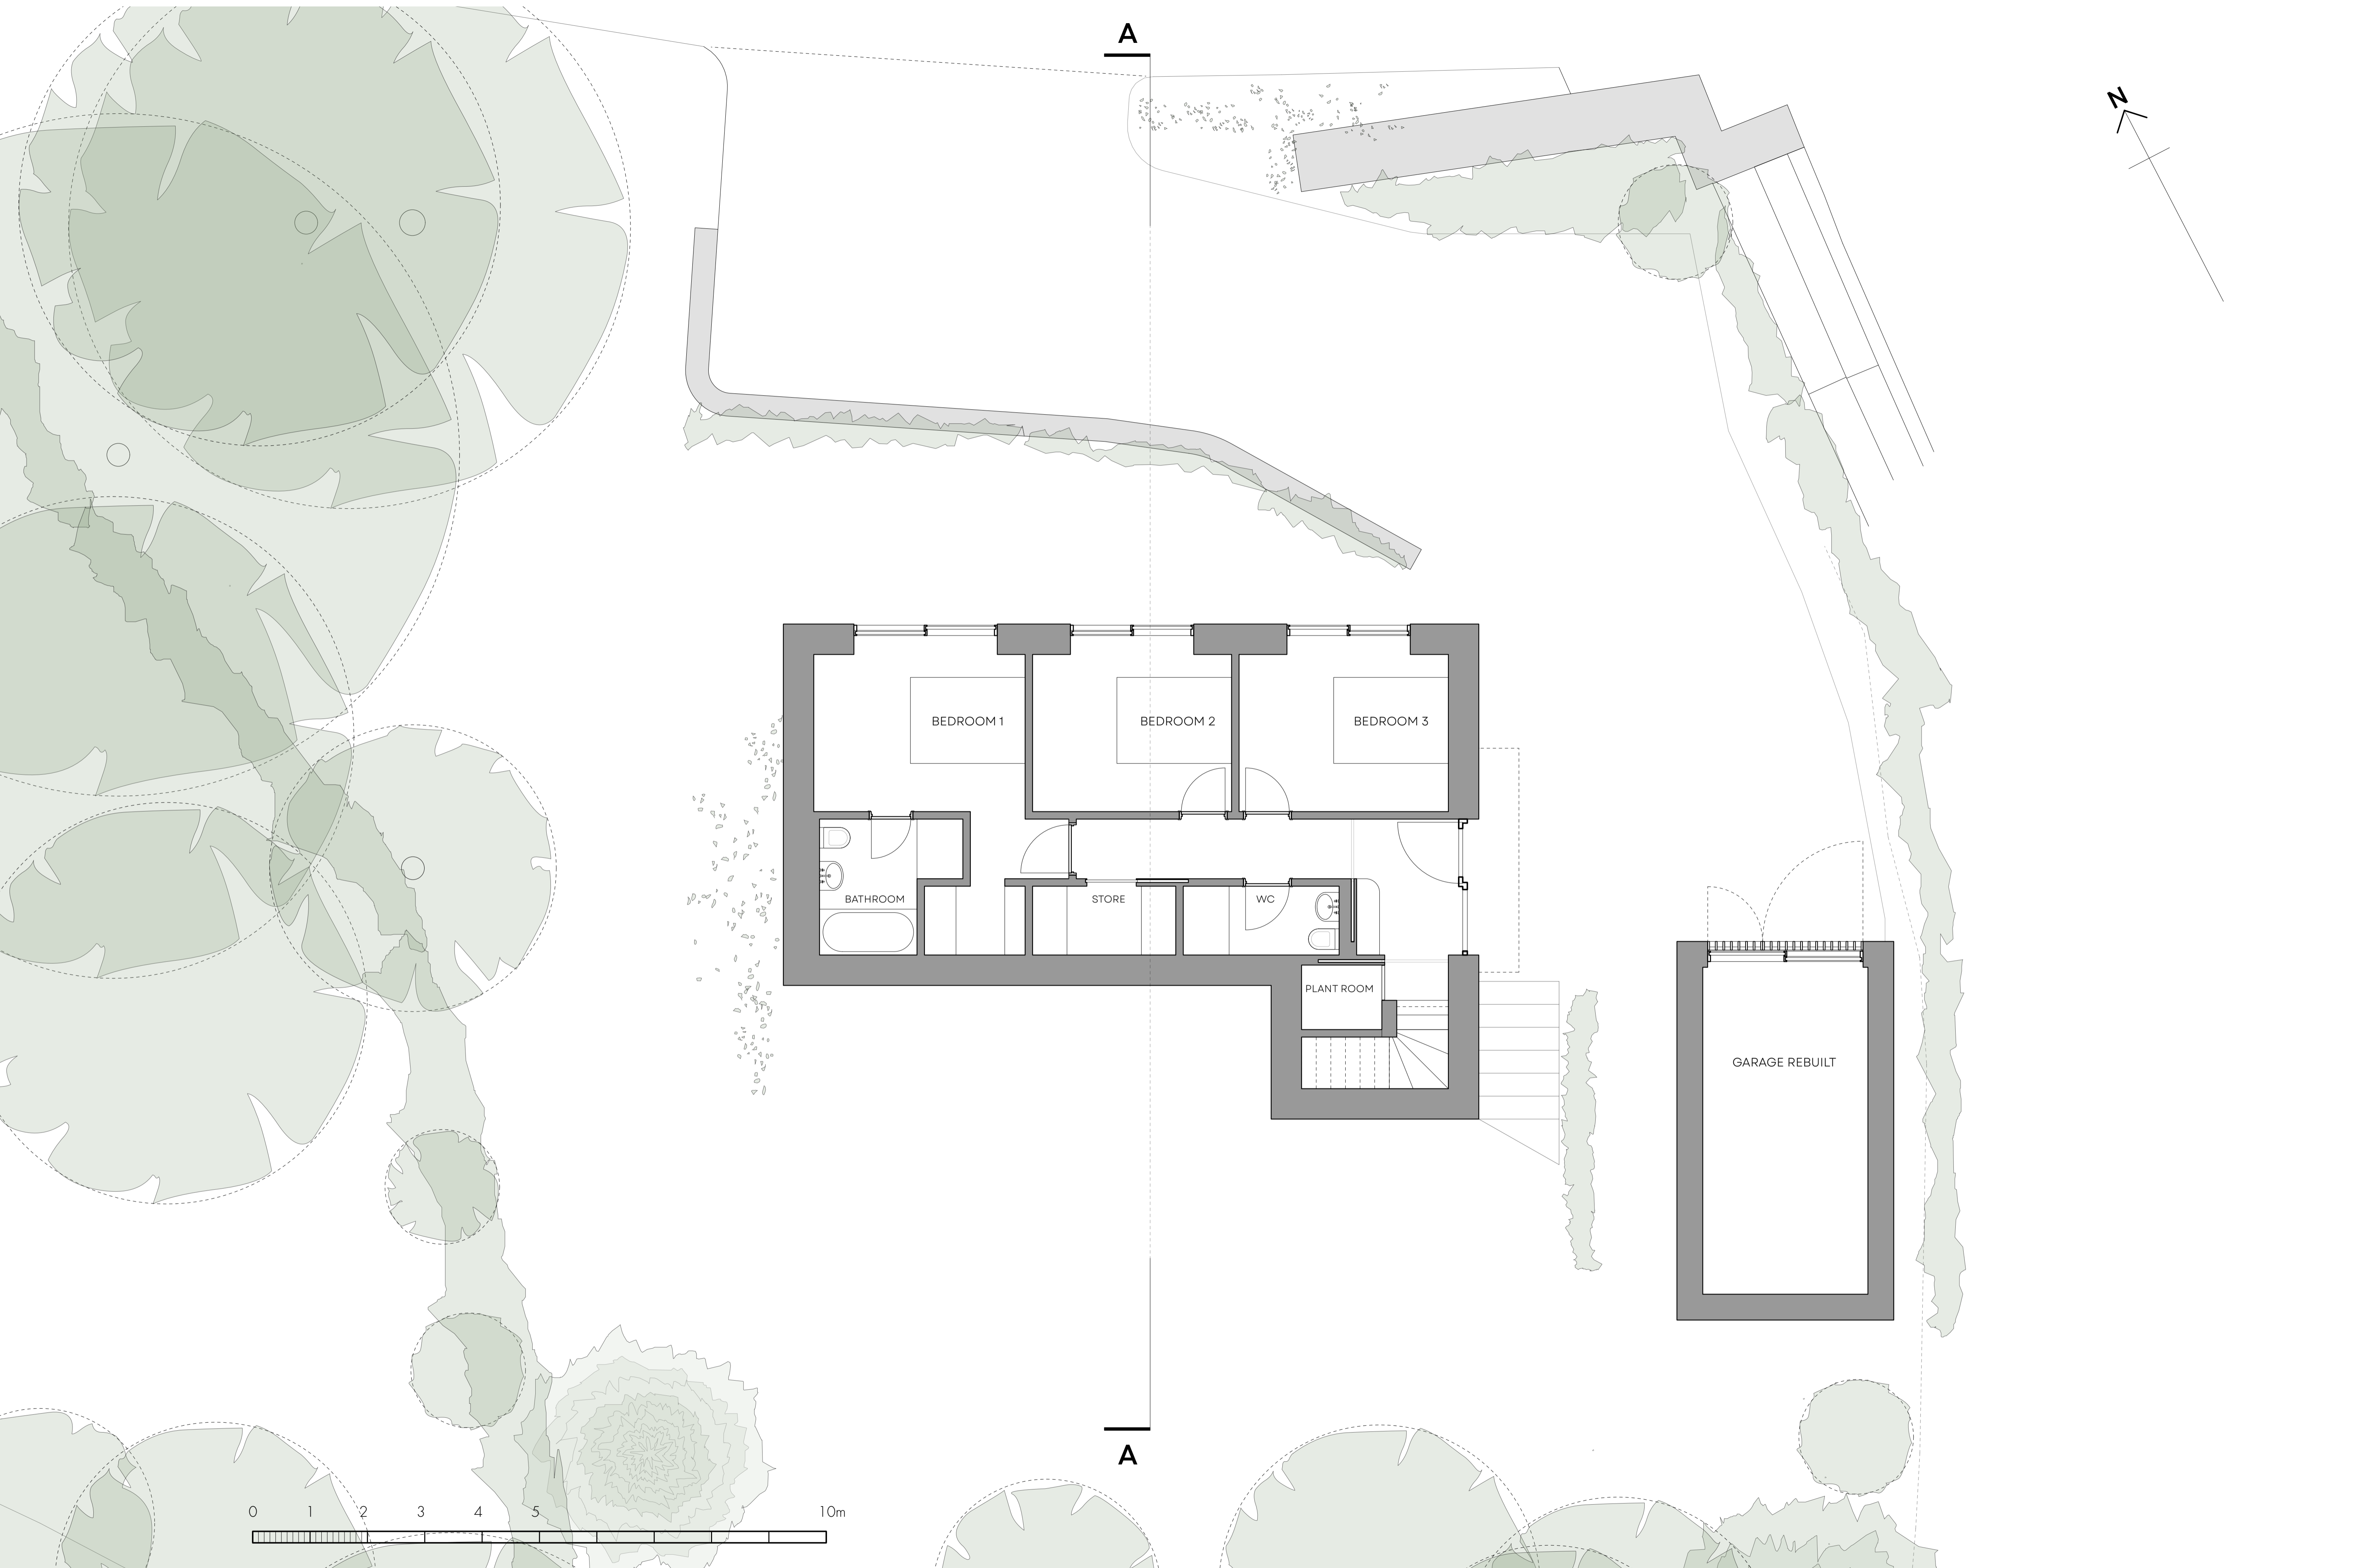 A
N
BEDROOM 1
BEDROOM 2
BEDROOM 3
BATHROOM
STORE
WC
PLANT ROOM
GARAGE REBUILT
A
0 1 2 3 4 5 10m